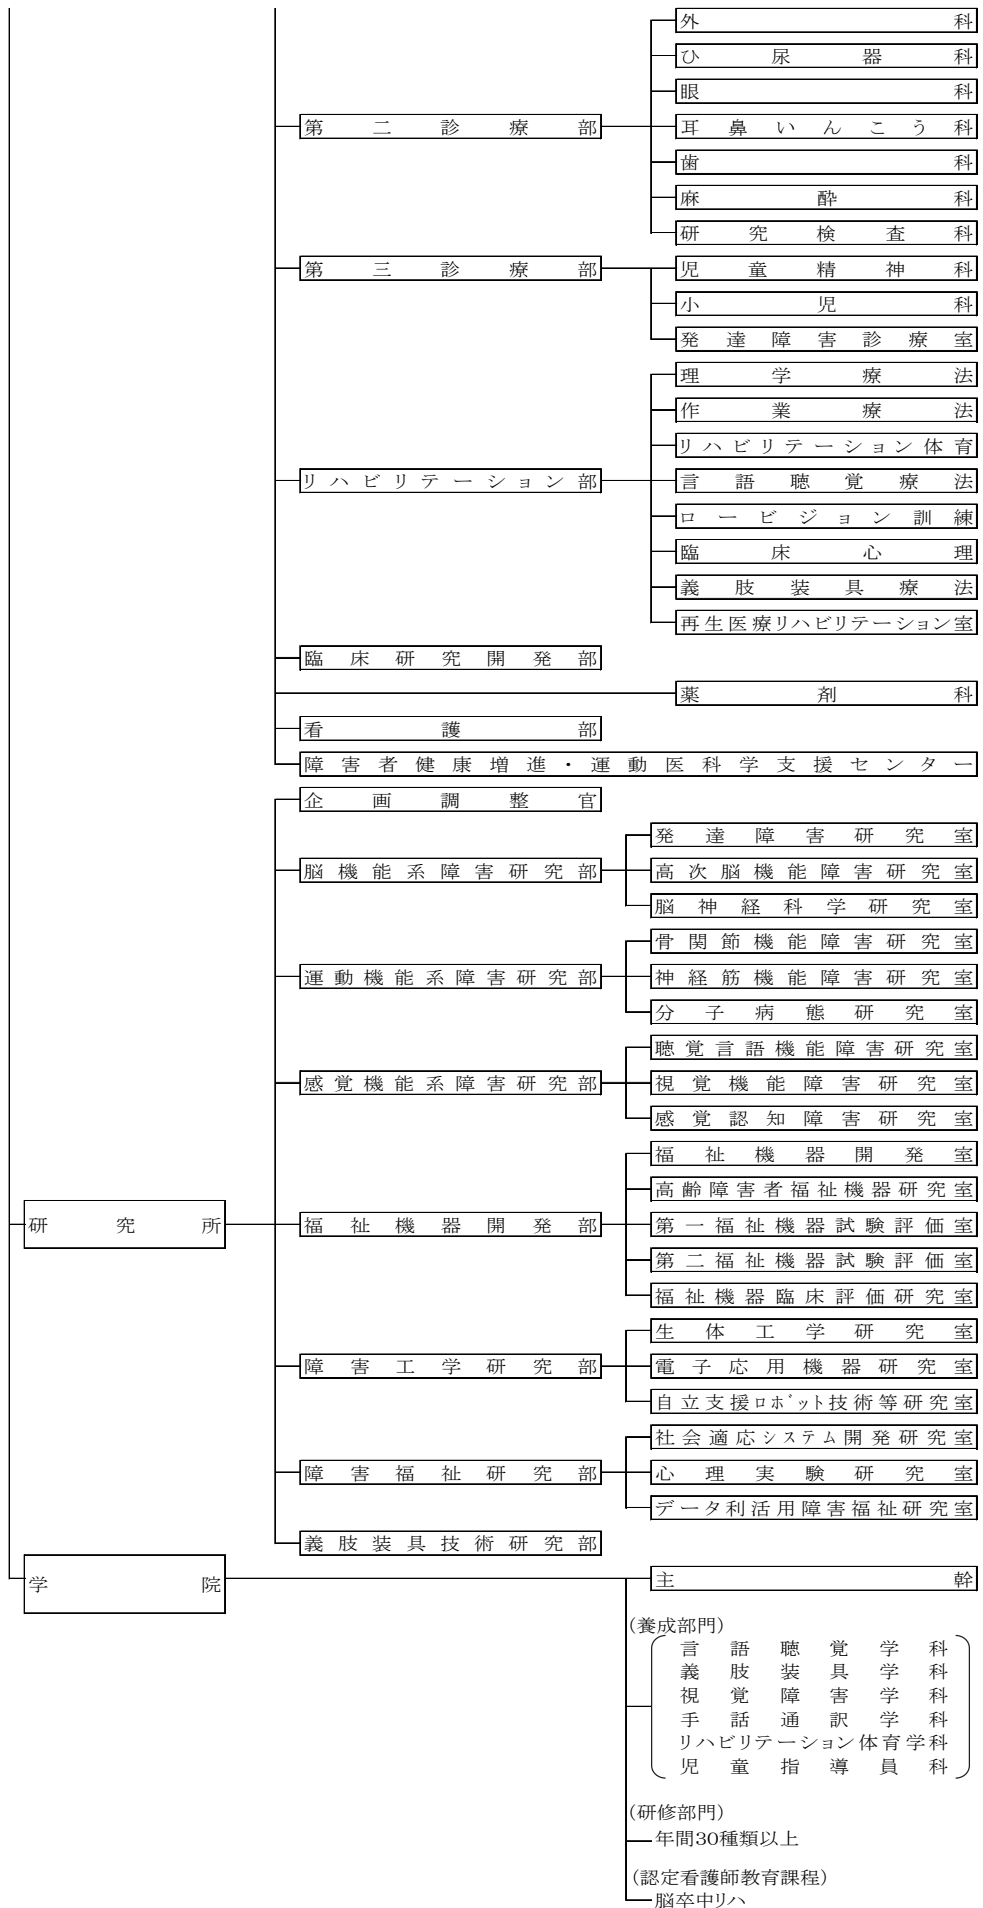 外科
ひ尿器科
眼科
第二診療部
耳鼻いんこう科
歯科
麻酔科
研究検査科
第三診療部
児童精神科
小児科
発達障害診療室
理学療法
作業療法
リハビリテーション体育
リハビリテーション部
言語聴覚療法
ロービジョン訓練
臨床心理
義肢装具療法
再生医療リハビリテーション室
臨床研究開発部
薬剤科
看護部
障害者健康増進・運動医科学支援センター
企画調整官
発達障害研究室
脳機能系障害研究部
高次脳機能障害研究室
脳神経科学研究室
骨関節機能障害研究室
運動機能系障害研究部
神経筋機能障害研究室
分子病態研究室
聴覚言語機能障害研究室
感覚機能系障害研究部
視覚機能障害研究室
感覚認知障害研究室
福祉機器開発室
高齢障害者福祉機器研究室
研究所
福祉機器開発部
第一福祉機器試験評価室
第二福祉機器試験評価室
福祉機器臨床評価研究室
生体工学研究室
障害工学研究部
電子応用機器研究室
自立支援ロボット技術等研究室
社会適応システム開発研究室
障害福祉研究部
心理実験研究室
データ利活用障害福祉研究室
義肢装具技術研究部
学院
主幹
(養成部門)
言語聴覚学科
義肢装具学科
視覚障害学科
手話通訳学科
リハビリテーション体育学科
児童指導員科
(研修部門)
年間30種類以上
(認定看護師教育課程)
脳卒中リハ